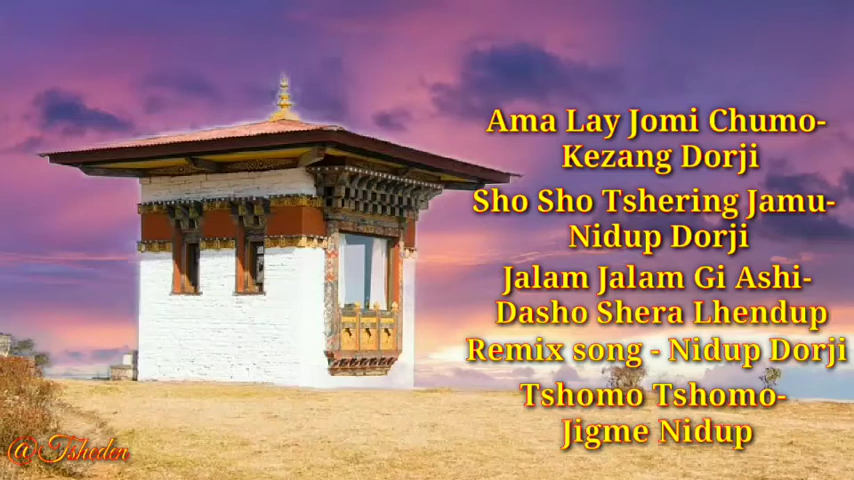 Ama Lay Jomi Chumo-
Kezang Dorji
Sho Sho Tshering Jamu-
Nidup Dorji
Jalam Jalam Gi Ashi-
Dasho Shera Lhendup
Remix song - Nidup Dorji
Tshomo Tshomo-
Jigme Nidup
@Tsheden